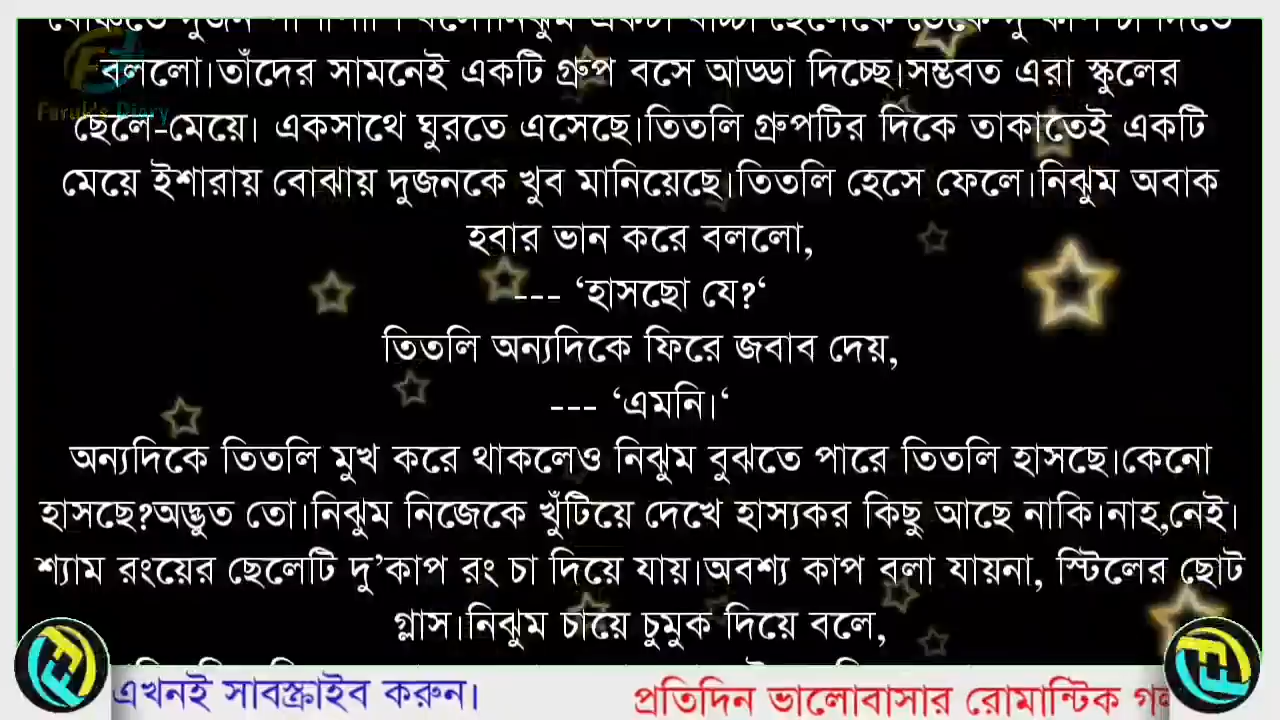 বললো।তাঁদের সামনেই একটি গ্রুপ বসে আড্ডা দিচ্ছে।সম্ভবত এরা স্কুলের
Faruk's Diary
ছেলে-মেয়ে। একসাথে ঘুরতে এসেছে।তিতলি গ্রুপটির দিকে তাকাতেই একটি
মেয়ে ইশারায় বোঝায় দুজনকে খুব মানিয়েছে।তিতলি হেসে ফেলে।নিঝুম অবাক
হবার ভান করে বললো,
--- ‘হাসছো যে?‘
তিতলি অন্যদিকে ফিরে জবাব দেয়,
--- ‘এমনি।‘
অন্যদিকে তিতলি মুখ করে থাকলেও নিঝুম বুঝতে পারে তিতলি হাসছে।কেনো
হাসছে?অদ্ভুত তো।নিঝুম নিজেকে খুঁটিয়ে দেখে হাস্যকর কিছু আছে নাকি।নাহ,নেই।
শ্যাম রংয়ের ছেলেটি দু’কাপ রং চা দিয়ে যায়।অবশ্য কাপ বলা যায়না, স্টিলের ছোট
গ্লাস।নিঝুম চায়ে চুমুক দিয়ে বলে,
এখনই সাবস্ক্রাইব করুন।
প্রতিদিন ভালোবাসার রোমান্টিক